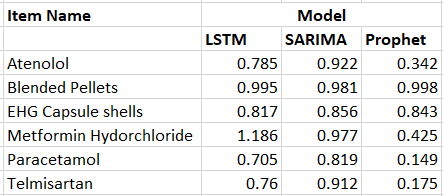 Item Name Model
LSTM SARIMA Prophet
Atenolol 0.785 0.922 0.342
Blended Pellets 0.995 0.981 0.998
EHG Capsule shells 0.817 0.856 0.843
Metformin Hydorchloride 1.186 0.977 0.425
Paracetamol 0.705 0.819 0.149
Telmisartan 0.76 0.912 0.175